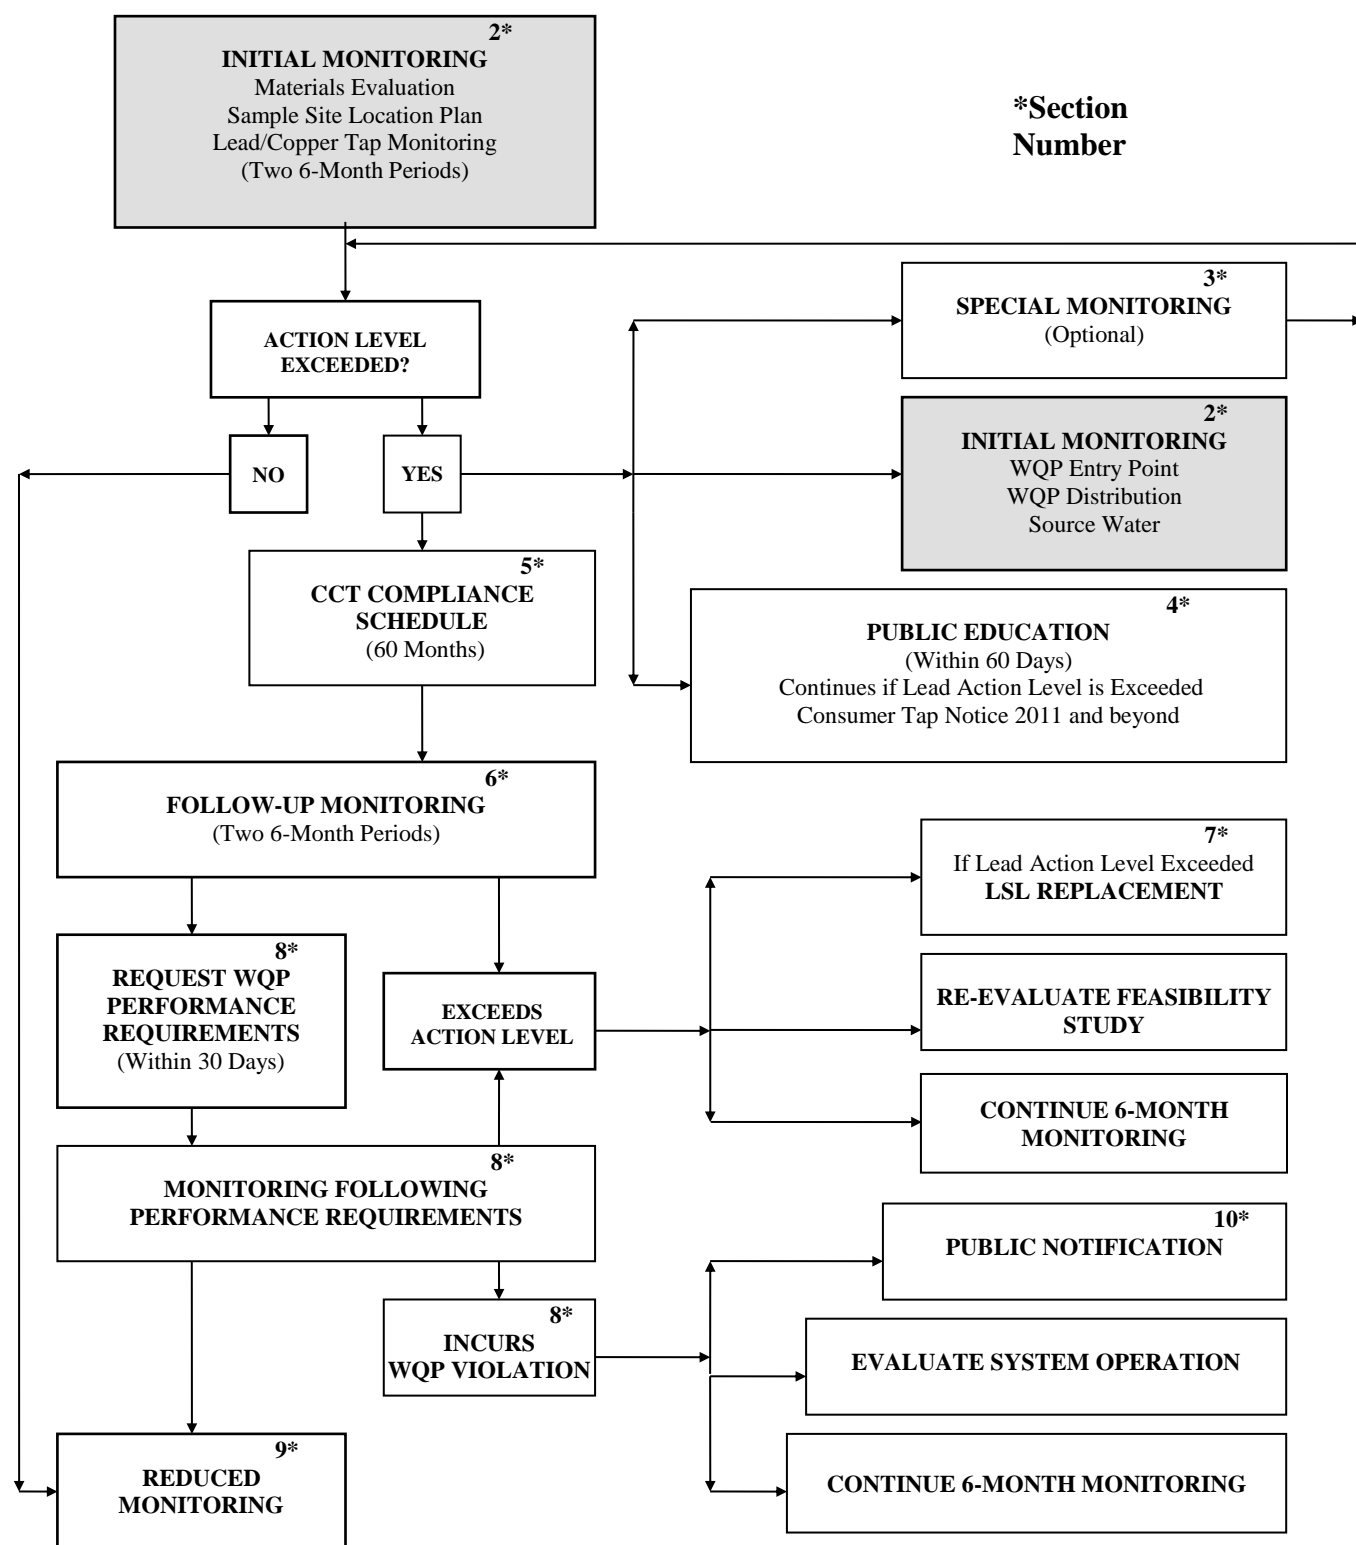 2*
INITIAL MONITORING
Materials Evaluation
Sample Site Location Plan
Lead/Copper Tap Monitoring
(Two 6-Month Periods)
*Section
Number
3*
SPECIAL MONITORING
(Optional)
ACTION LEVEL
EXCEEDED?
2*
INITIAL MONITORING
WQP Entry Point
WQP Distribution
Source Water
NO
YES
5*
CCT COMPLIANCE
SCHEDULE
(60 Months)
4*
PUBLIC EDUCATION
(Within 60 Days)
Continues if Lead Action Level is Exceeded
Consumer Tap Notice 2011 and beyond
6*
FOLLOW-UP MONITORING
(Two 6-Month Periods)
7*
If Lead Action Level Exceeded
LSL REPLACEMENT
8*
REQUEST WQP
PERFORMANCE
REQUIREMENTS
(Within 30 Days)
EXCEEDS
ACTION LEVEL
RE-EVALUATE FEASIBILITY
STUDY
CONTINUE 6-MONTH
MONITORING
8*
MONITORING FOLLOWING
PERFORMANCE REQUIREMENTS
10*
PUBLIC NOTIFICATION
8*
INCURS
WQP VIOLATION
EVALUATE SYSTEM OPERATION
9*
REDUCED
MONITORING
CONTINUE 6-MONTH MONITORING